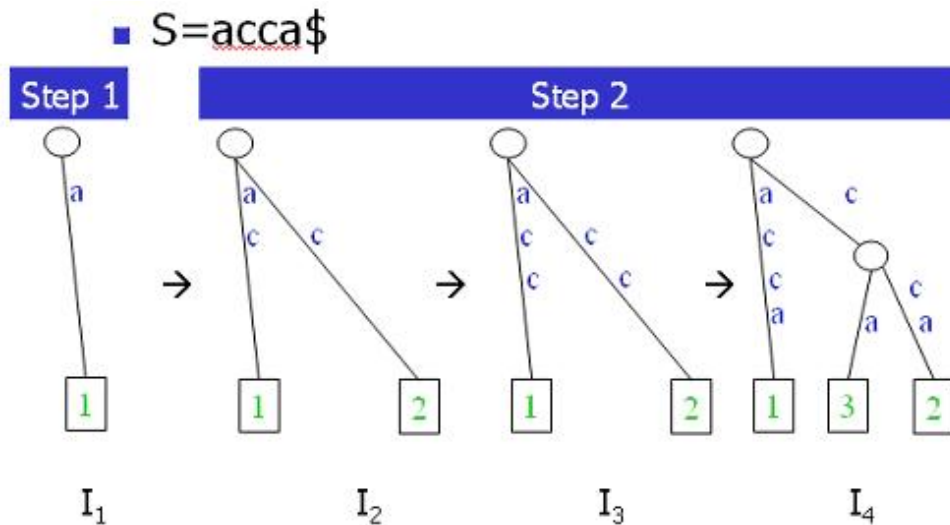 S=acca$
Step 1 Step 2
a a c a c a c
c c c c
c c c c
a a a
1 1 2 1 2 1 3 2
I₁ → I₂ → I₃ → I₄